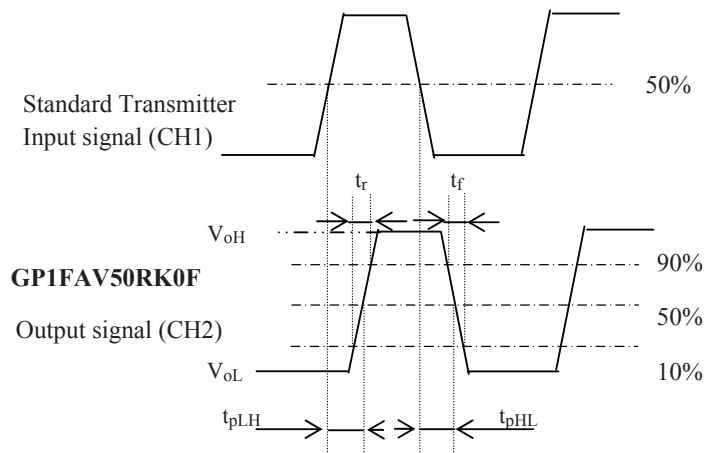 50%
Standard Transmitter
Input signal (CH1)
tr tf
VoH
90%
GP1FAV50RK0F
50%
Output signal (CH2)
VoL
10%
tpLH tpHL